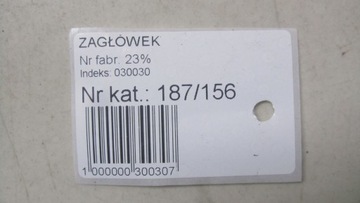 ZAGŁÓWEK
Nr fabr. 23%
Indeks: 030030
Nr kat.: 187/156
1 000000 300307